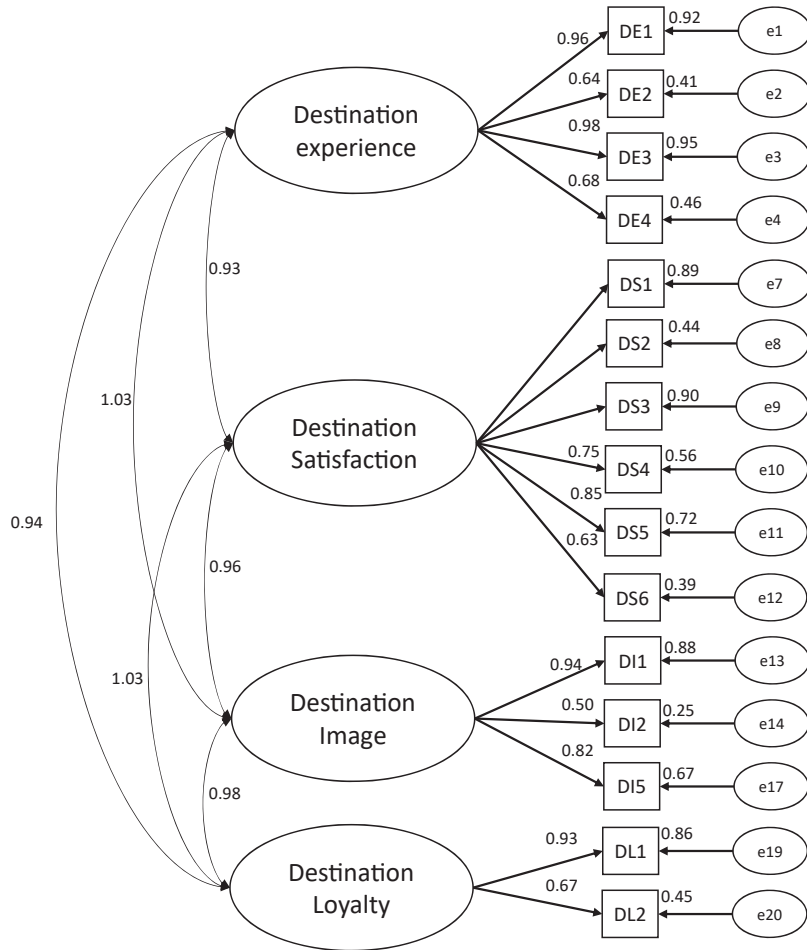 0.96
DE1
0.92
e1
0.64
DE2
0.41
e2
Destination
experience
0.98
DE3
0.95
e3
0.68
DE4
0.46
e4
0.93
DS1
0.89
e7
DS2
0.44
e8
1.03
DS3
0.90
e9
Destination
Satisfaction
0.75
DS4
0.56
e10
0.85
DS5
0.72
e11
0.94
0.63
0.96
DS6
0.39
e12
1.03
0.94
DI1
0.88
e13
Destination
Image
0.50
DI2
0.25
e14
0.82
DI5
0.67
e17
0.98
0.93
DL1
0.86
e19
Destination
Loyalty
0.67
DL2
0.45
e20